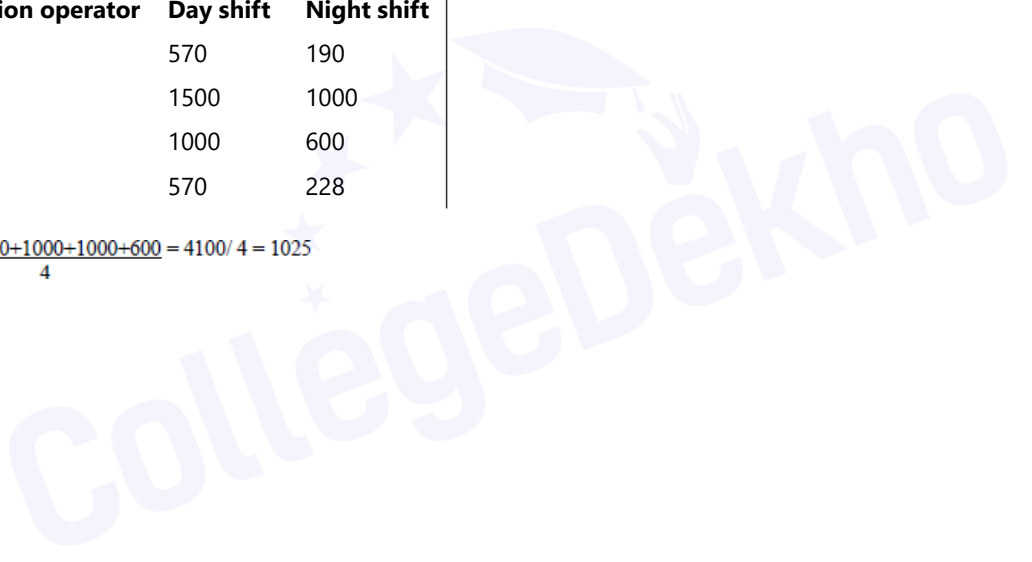 ion operator Day shift Night shift
570 190
1500 1000
1000 600
570 228
0+1000+1000+600 = 4100/ 4 = 1025
4
CollegeDekho